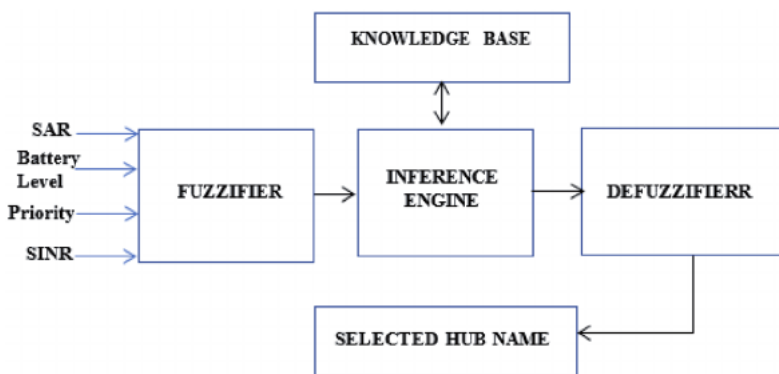 KNOWLEDGE BASE
SAR
Battery
Level
Priority
SINR
FUZZIFIER
INFERENCE
ENGINE
DEFUZZIFIERR
SELECTED HUB NAME